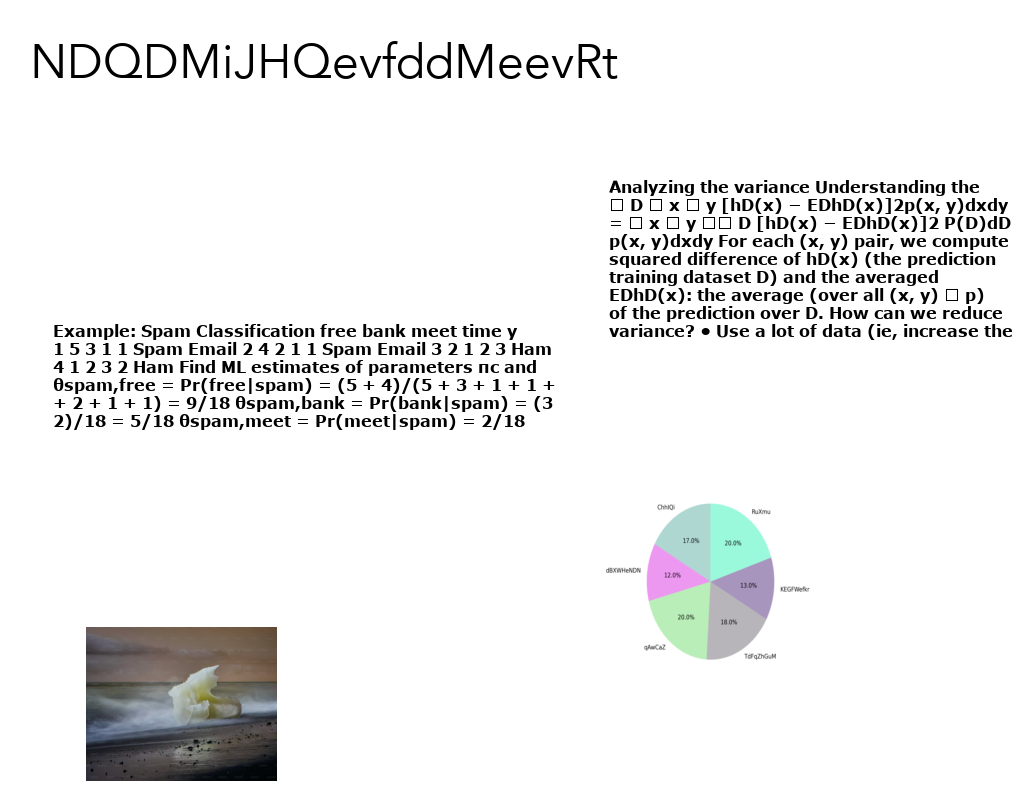 NDQDMiJHQevfddMeevRt
Analyzing the variance Understanding the
□ D □ x □ y [hD(x) − EDhD(x)]2p(x, y)dxdy
= □ x □ y □□ D [hD(x) − EDhD(x)]2 P(D)dD
p(x, y)dxdy For each (x, y) pair, we compute
squared difference of hD(x) (the prediction
training dataset D) and the averaged
EDhD(x): the average (over all (x, y) □ p)
of the prediction over D. How can we reduce
variance? • Use a lot of data (ie, increase the
Example: Spam Classification free bank meet time y
1 5 3 1 1 Spam Email 2 4 2 1 1 Spam Email 3 2 1 2 3 Ham
4 1 2 3 2 Ham Find ML estimates of parameters πc and
θspam,free = Pr(free|spam) = (5 + 4)/(5 + 3 + 1 + 1 +
+ 2 + 1 + 1) = 9/18 θspam,bank = Pr(bank|spam) = (3
2)/18 = 5/18 θspam,meet = Pr(meet|spam) = 2/18
RuXmu
20.0%
17.0%
dBXWHeNDN
12.0%
20.0%
qAwCaZ
18.0%
TdFqZhGuM
13.0%
KEGFWefkr